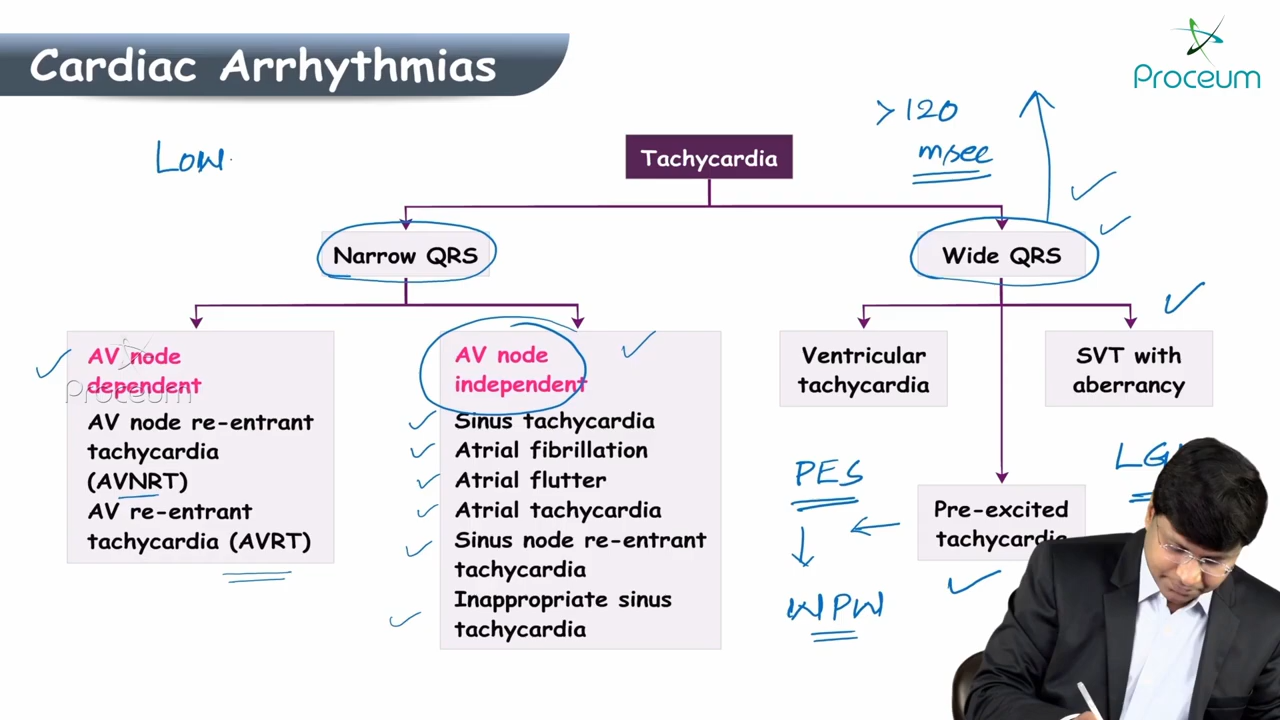 Cardiac Arrhythmias
Proceum
>120
msec
Low
Tachycardia
Narrow QRS
Wide QRS
AV node
dependent
Proceum
AV node re-entrant
tachycardia
(AVNRT)
AV re-entrant
tachycardia (AVRT)
AV node
independent
Sinus tachycardia
Atrial fibrillation
Atrial flutter
Atrial tachycardia
Sinus node re-entrant
tachycardia
Inappropriate sinus
tachycardia
Ventricular
tachycardia
SVT with
aberrancy
PES
WPW
Pre-excited
tachycardia